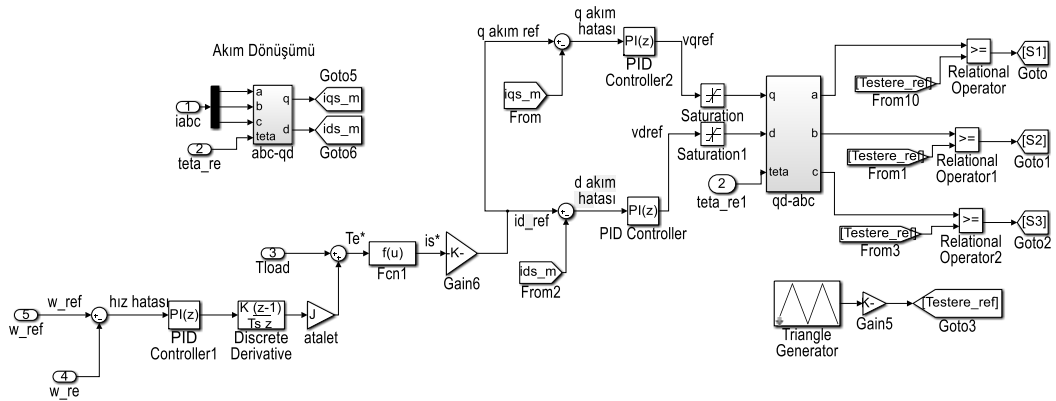 Akım Dönüşümü
1
iabc
2
teta_re
a
b
c
teta
q
d
abc-qd
Goto5
iqs_m
ids_m
Goto6
q akım ref
q akım
hatası
+-
PI(z)
PID
Controller2
vqref
iqs_m
From
Saturation
vdref
Saturation1
q
d
teta
a
b
c
qd-abc
2
teta_re1
[Testere_ref]
From10
>=
Relational
Operator
[S1]
Goto
[Testere_ref]
From1
>=
Relational
Operator1
[S2]
Goto1
[Testere_ref]
From3
>=
Relational
Operator2
[S3]
Goto2
d akım
hatası
id_ref
+-
PI(z)
PID Controller
ids_m
From2
3
Tload
++
Te*
f(u)
Fcn1
is*
-K-
Gain6
5
w_ref
w_ref
hız hatası
+-
4
w_re
PI(z)
PID
Controller1
K (z-1)
Ts z
Discrete
Derivative
J
atalet
Triangle
Generator
K-
Gain5
[Testere_ref]
Goto3